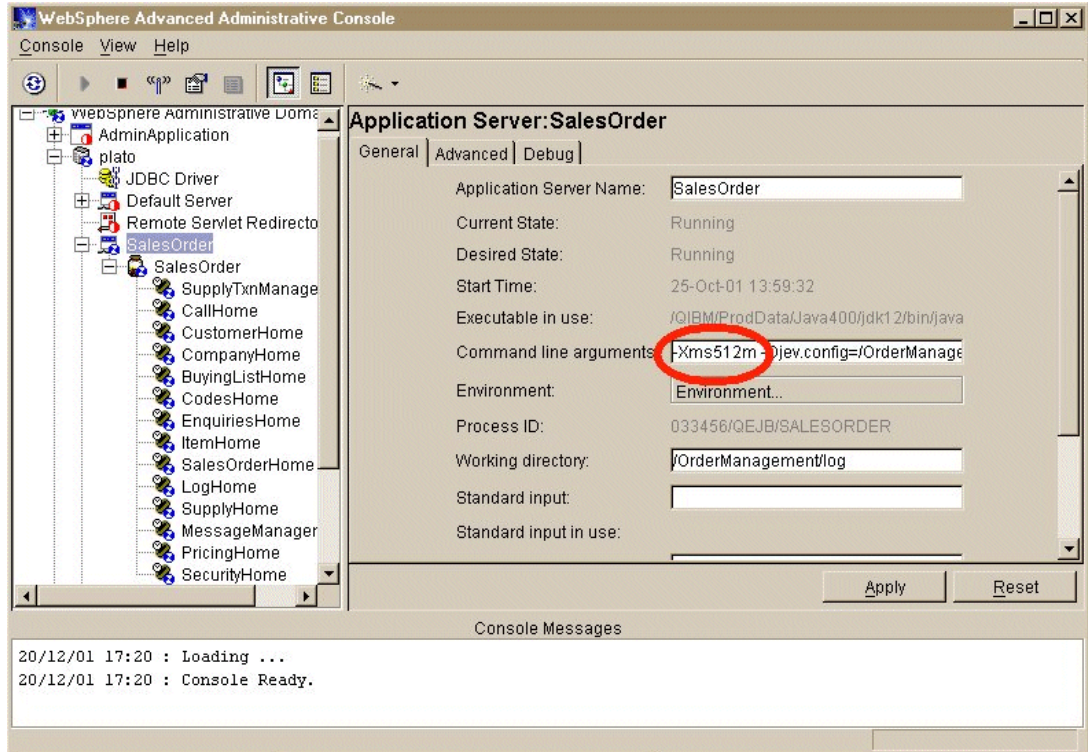 WebSphere Advanced Administrative Console
Console View Help
WebSphere Administrative Doma
AdminApplication
plato
JDBC Driver
Default Server
Remote Servlet Redirecto
SalesOrder
SalesOrder
SupplyTxnManage
CallHome
CustomerHome
CompanyHome
BuyingListHome
CodesHome
EnquiriesHome
ItemHome
SalesOrderHome
LogHome
SupplyHome
MessageManager
PricingHome
SecurityHome
Application Server:SalesOrder
General Advanced Debug
Application Server Name: SalesOrder
Current State: Running
Desired State: Running
Start Time: 25-Oct-01 13:59:32
Executable in use: /QIBM/ProdData/Java400/jdk12/bin/java
Command line arguments: -Xms512m -Djev.config=/OrderManage
Environment: Environment...
Process ID: 033456/QEJB/SALESORDER
Working directory: /OrderManagement/log
Standard input:
Standard input in use:
Apply Reset
Console Messages
20/12/01 17:20 : Loading ...
20/12/01 17:20 : Console Ready.